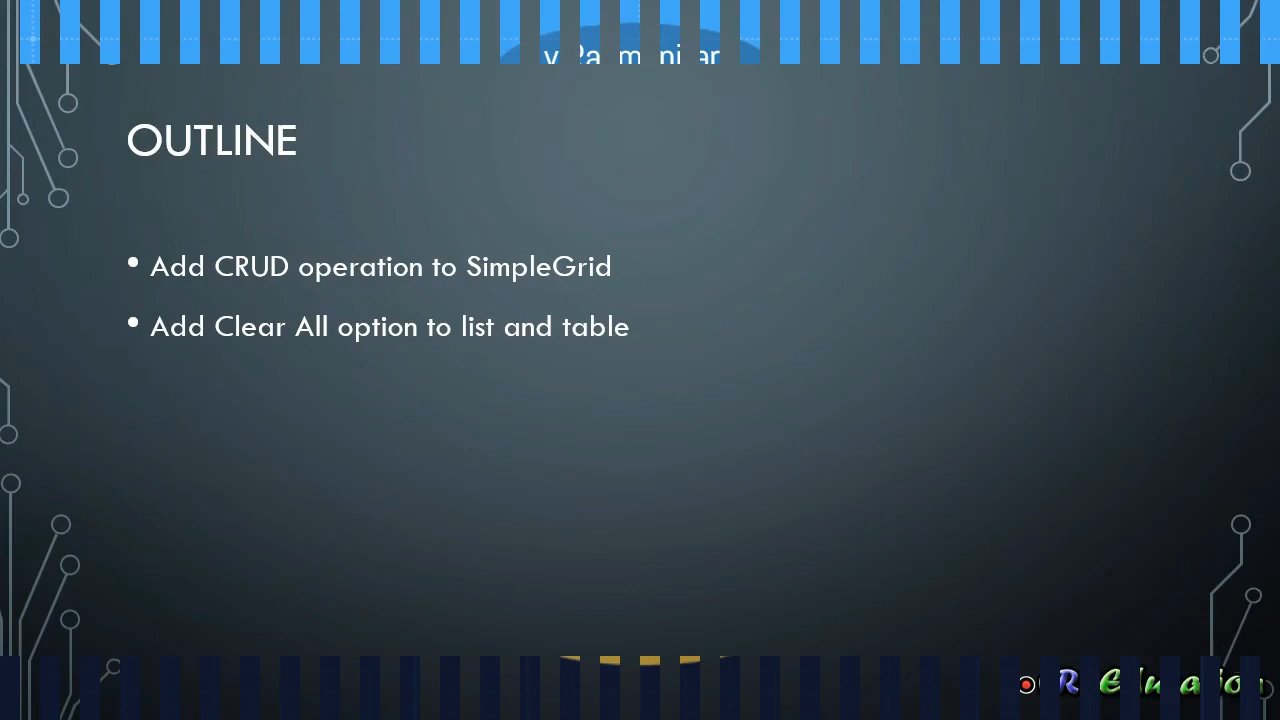 OUTLINE
• Add CRUD operation to SimpleGrid
• Add Clear All option to list and table